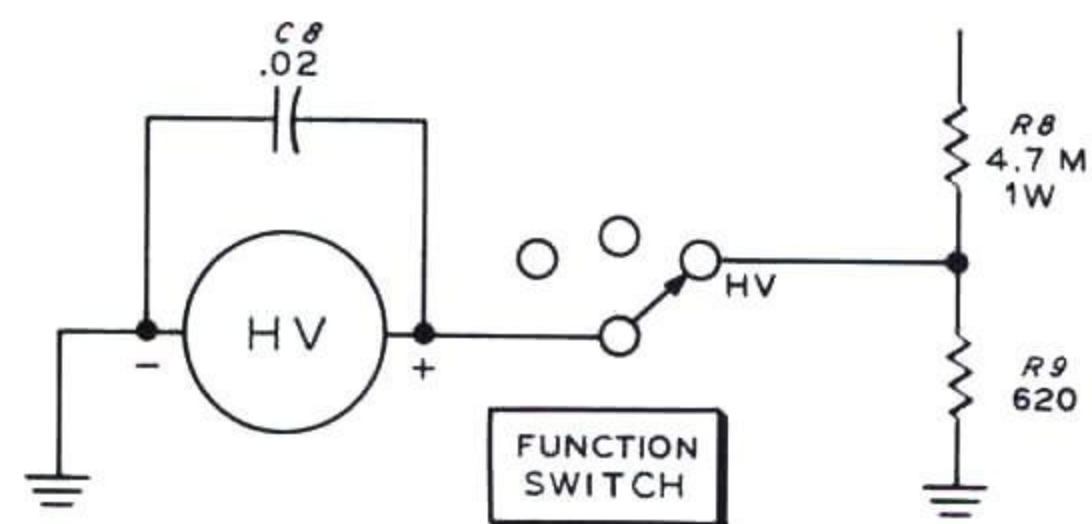 C8
.02
R8
4.7 M
1W
HV
HV
-
+
R9
620
FUNCTION
SWITCH